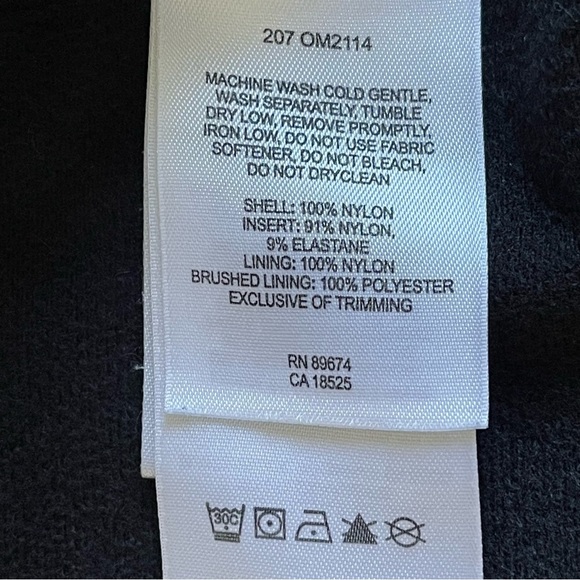 207 OM2114
MACHINE WASH COLD GENTLE,
WASH SEPARATELY, TUMBLE
DRY LOW, REMOVE PROMPTLY,
IRON LOW, DO NOT USE FABRIC
SOFTENER, DO NOT BLEACH,
DO NOT DRYCLEAN
SHELL: 100% NYLON
INSERT: 91% NYLON,
9% ELASTANE
LINING: 100% NYLON
BRUSHED LINING: 100% POLYESTER
EXCLUSIVE OF TRIMMING
RN 89674
CA 18525
30C